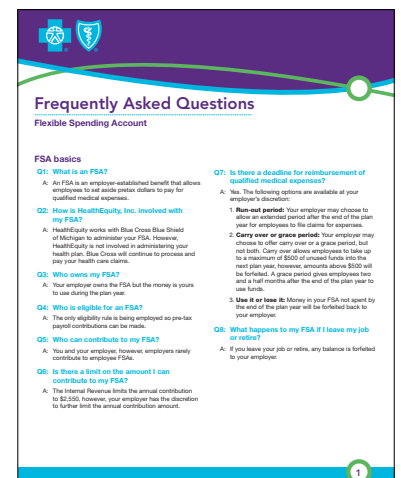 Frequently Asked Questions
Flexible Spending Account
FSA basics
Q1: What is an FSA?
A: An FSA is an employer-established benefit that allows
employees to set aside pretax dollars to pay for
qualified medical expenses.
Q2: How is HealthEquity, Inc. involved with
my FSA?
A: HealthEquity works with Blue Cross Blue Shield
of Michigan to administer your FSA. However,
HealthEquity is not involved in administering your
health plan. Blue Cross will continue to process and
pay your health care claims.
Q3: Who owns my FSA?
A: Your employer owns the FSA but the money is yours
to use during the plan year.
Q4: Who is eligible for an FSA?
A: The only eligibility rule is being employed so pre-tax
payroll contributions can be made.
Q5: Who can contribute to my FSA?
A: You and your employer, however, employers rarely
contribute to employee FSAs.
Q6: Is there a limit on the amount I can
contribute to my FSA?
A: The Internal Revenue limits the annual contribution
to $2,550, however, your employer has the discretion
to further limit the annual contribution amount.
Q7: Is there a deadline for reimbursement of
qualified medical expenses?
A: Yes. The following options are available at your
employer's discretion:
1. Run-out period: Your employer may choose to
allow an extended period after the end of the plan
year for employees to file claims for expenses.
2. Carry over or grace period: Your employer may
choose to offer carry over or a grace period, but
not both. Carry over allows employees to take up
to a maximum of $500 of unused funds into the
next plan year, however, amounts above $500 will
be forfeited. A grace period gives employees two
and a half months after the end of the plan year to
use funds.
3. Use it or lose it: Money in your FSA not spent by
the end of the plan year will be forfeited back to
your employer.
Q8: What happens to my FSA if I leave my job
or retire?
A: If you leave your job or retire, any balance is forfeited
to your employer.
1